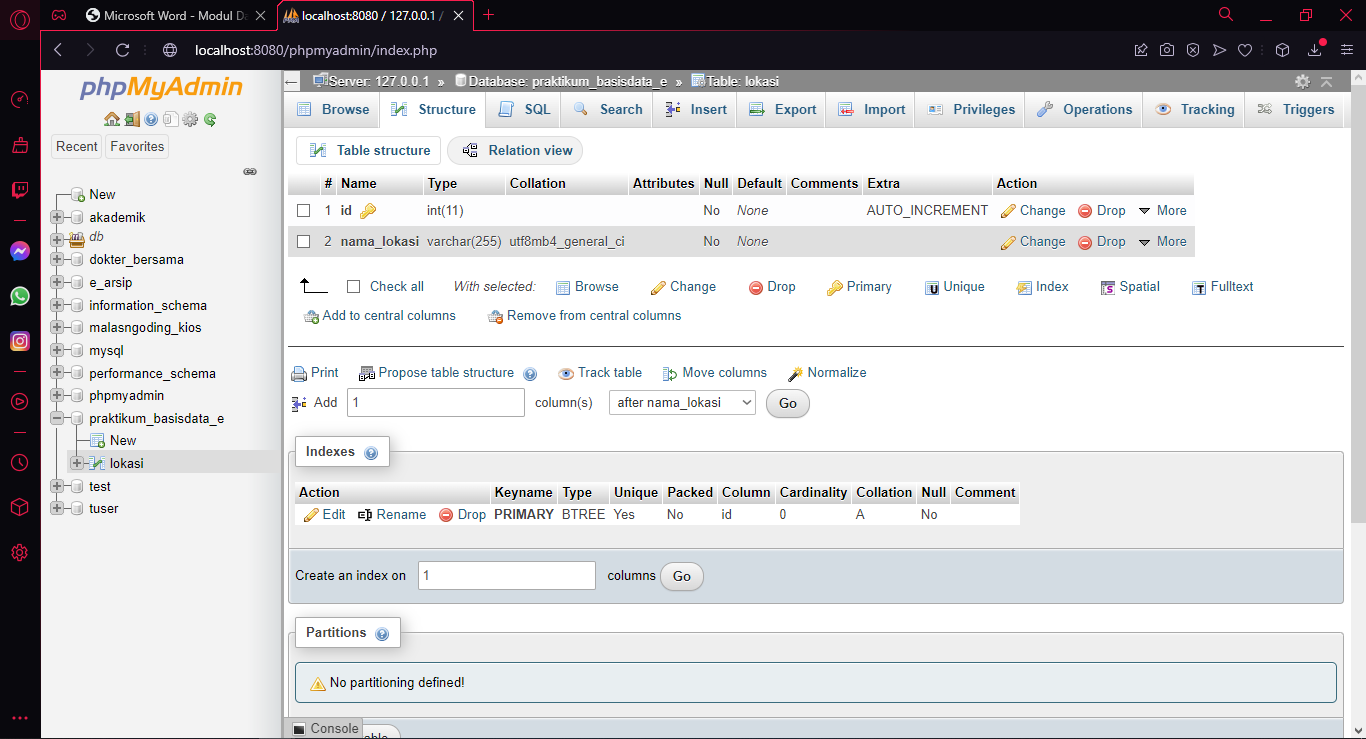 Microsoft Word - Modul Da
localhost:8080 / 127.0.0.1 /
localhost:8080/phpmyadmin/index.php
phpMyAdmin
Recent Favorites
New
akademik
db
dokter_bersama
e_arsip
information_schema
malasngoding_kios
mysql
performance_schema
phpmyadmin
praktikum_basisdata_e
New
lokasi
test
tuser
Server: 127.0.0.1 » Database: praktikum_basisdata_e » Table: lokasi
Browse Structure SQL Search Insert Export Import Privileges Operations Tracking Triggers
Table structure Relation view
# Name Type Collation Attributes Null Default Comments Extra Action
1 id int(11) No None AUTO_INCREMENT Change Drop More
2 nama_lokasi varchar(255) utf8mb4_general_ci No None Change Drop More
Check all With selected: Browse Change Drop Primary Unique Index Spatial Fulltext
Add to central columns Remove from central columns
Print Propose table structure Track table Move columns Normalize
Add 1 column(s) after nama_lokasi Go
Indexes
Action Keyname Type Unique Packed Column Cardinality Collation Null Comment
Edit Rename Drop PRIMARY BTREE Yes No id 0 A No
Create an index on 1 columns Go
Partitions
No partitioning defined!
Console